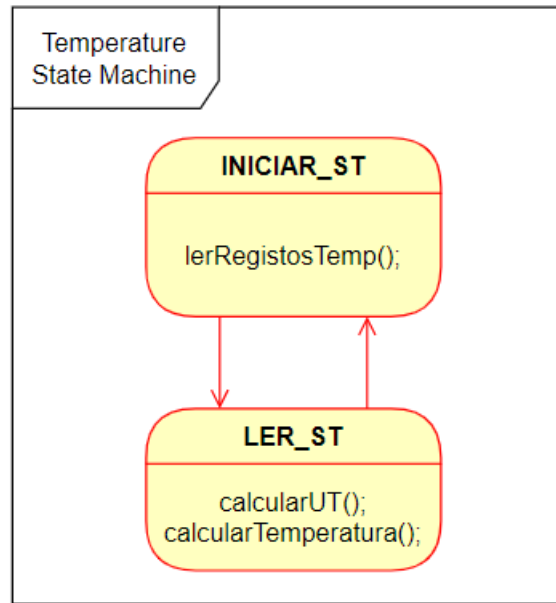 Temperature
State Machine
INICIAR_ST
lerRegistosTemp();
LER_ST
calcularUT();
calcularTemperatura();